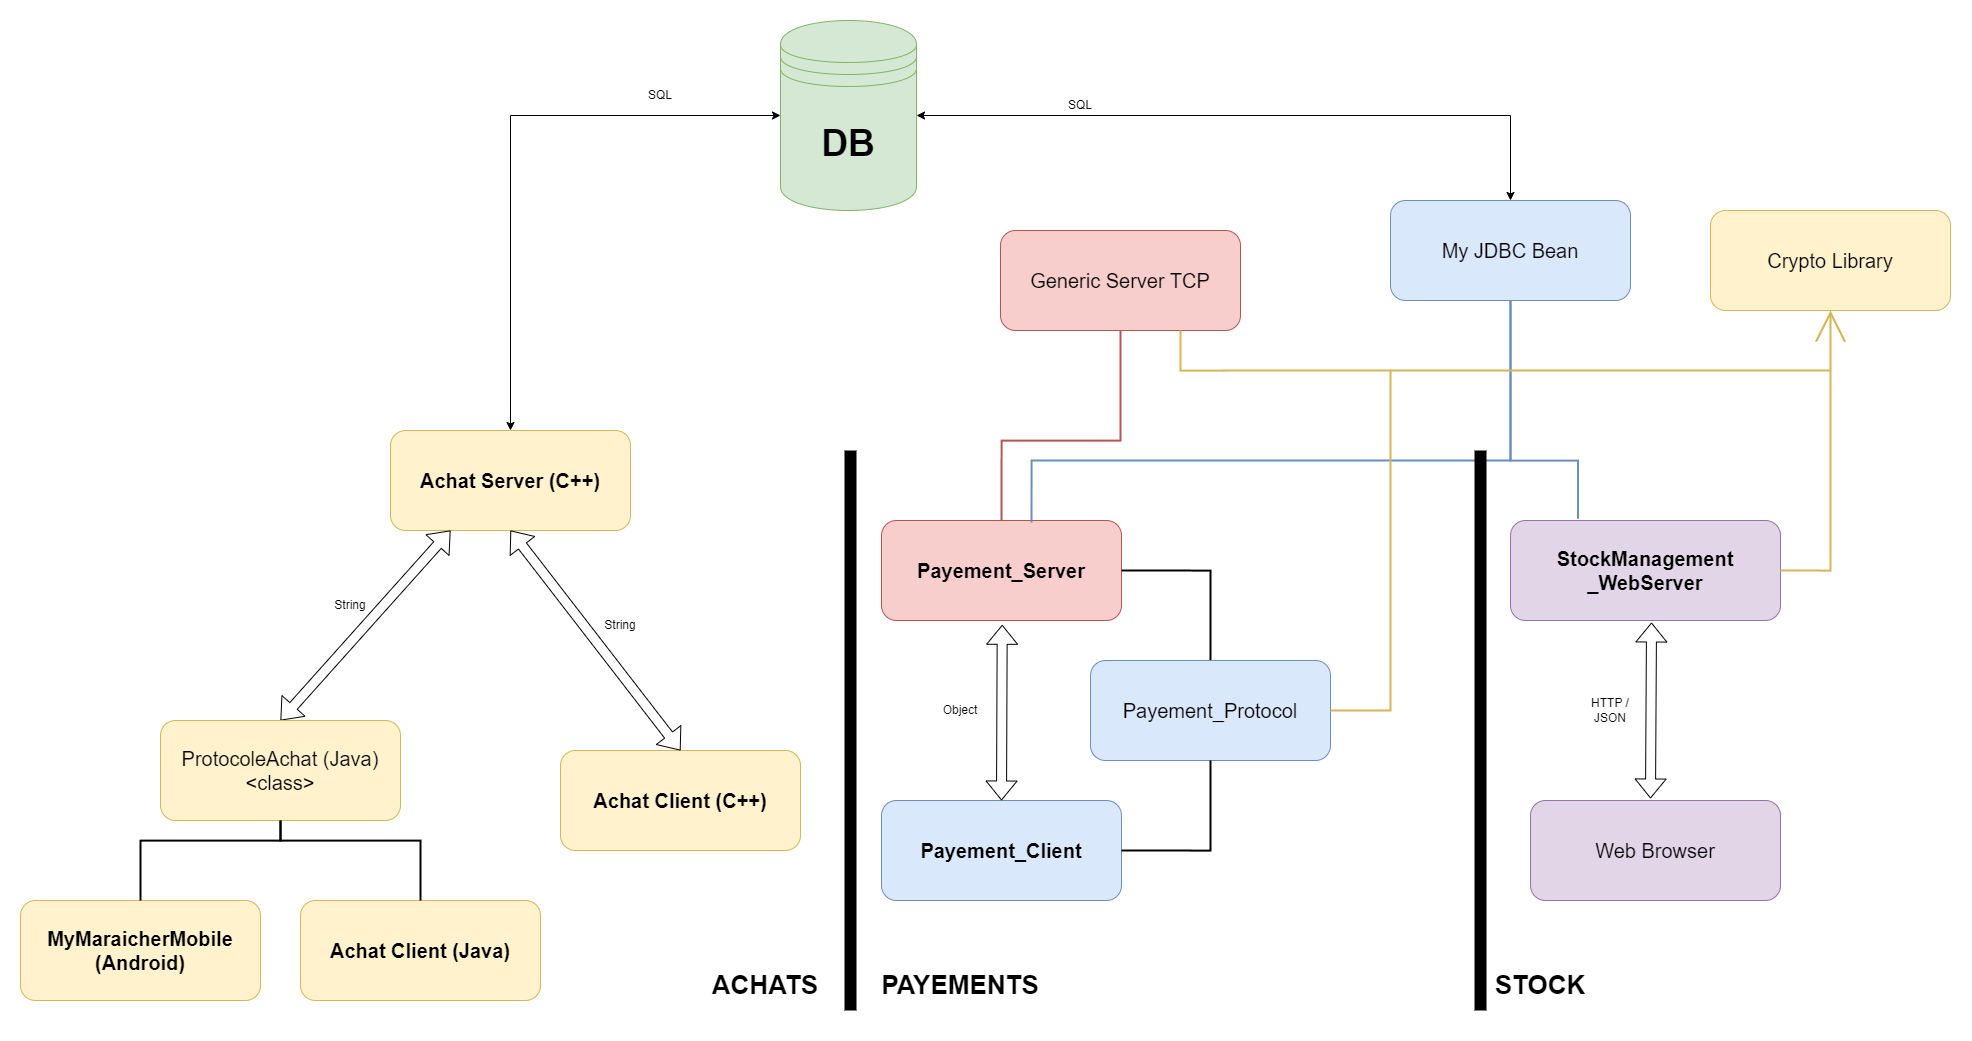 SQL
SQL
DB
My JDBC Bean
Generic Server TCP
Crypto Library
Achat Server (C++)
Payement_Server
StockManagement
_WebServer
String
String
Object
Payement_Protocol
HTTP /
JSON
ProtocoleAchat (Java)
<class>
Achat Client (C++)
Payement_Client
Web Browser
MyMaraicherMobile
(Android)
Achat Client (Java)
ACHATS
PAYEMENTS
STOCK